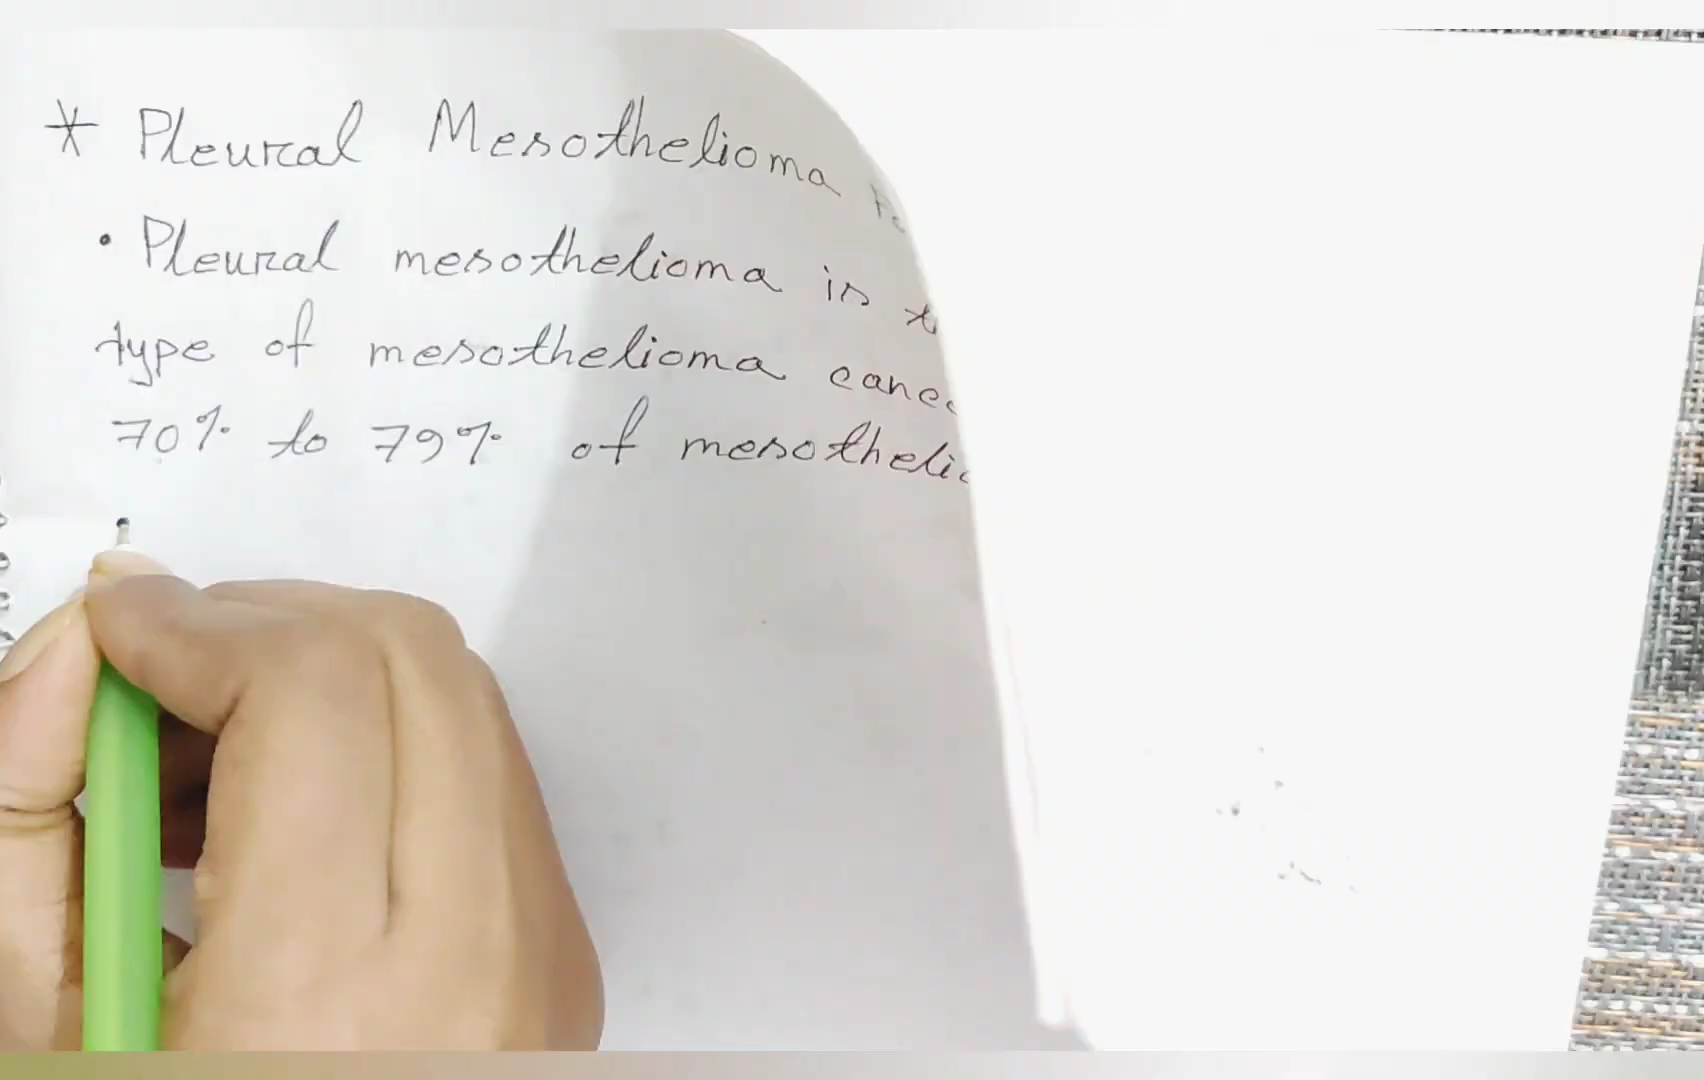 * Pleural Mesothelioma
• Pleural mesothelioma is
type of mesothelioma
70% to 79% of